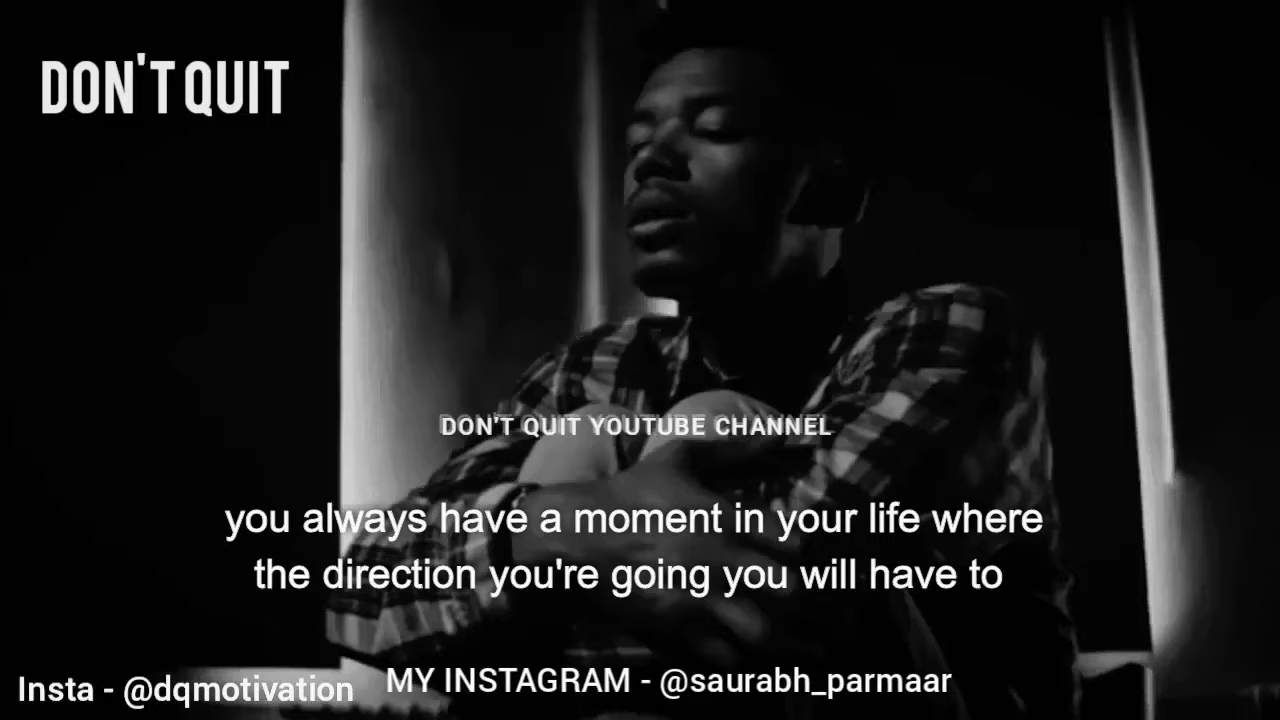 DON'T QUIT
DON'T QUIT YOUTUBE CHANNEL
you always have a moment in your life where
the direction you're going you will have to
Insta - @dqmotivation
MY INSTAGRAM - @saurabh_parmaar